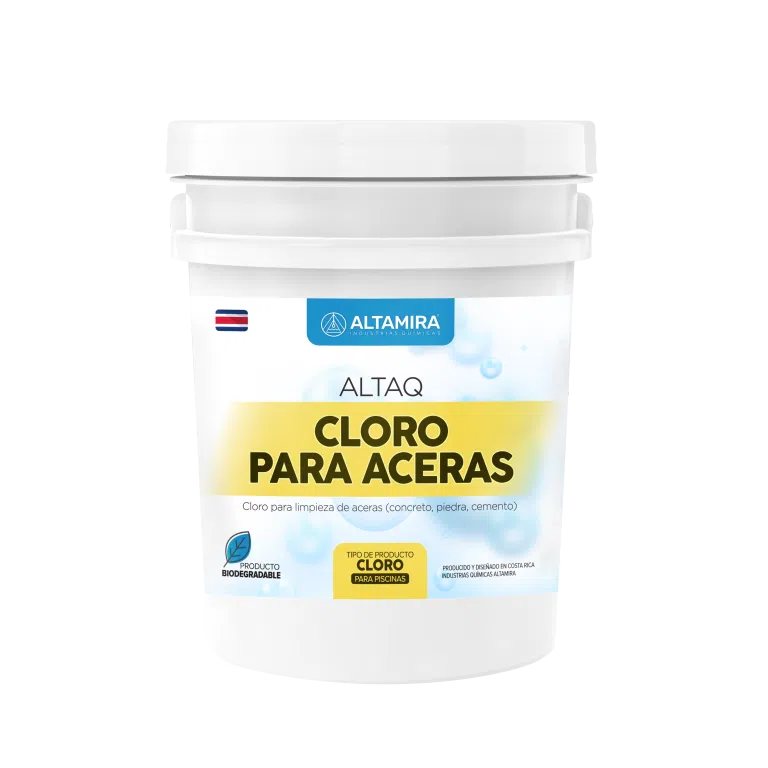 ALTAMIRA
INDUSTRIAS QUÍMICAS
ALTAQ
CLORO
PARA ACERAS
Cloro para limpieza de aceras (concreto, piedra, cemento)
PRODUCTO
BIODEGRADABLE
TIPO DE PRODUCTO
CLORO
PARA PISCINAS
PRODUCIDO Y DISEÑADO EN COSTA RICA
INDUSTRIAS QUÍMICAS ALTAMIRA